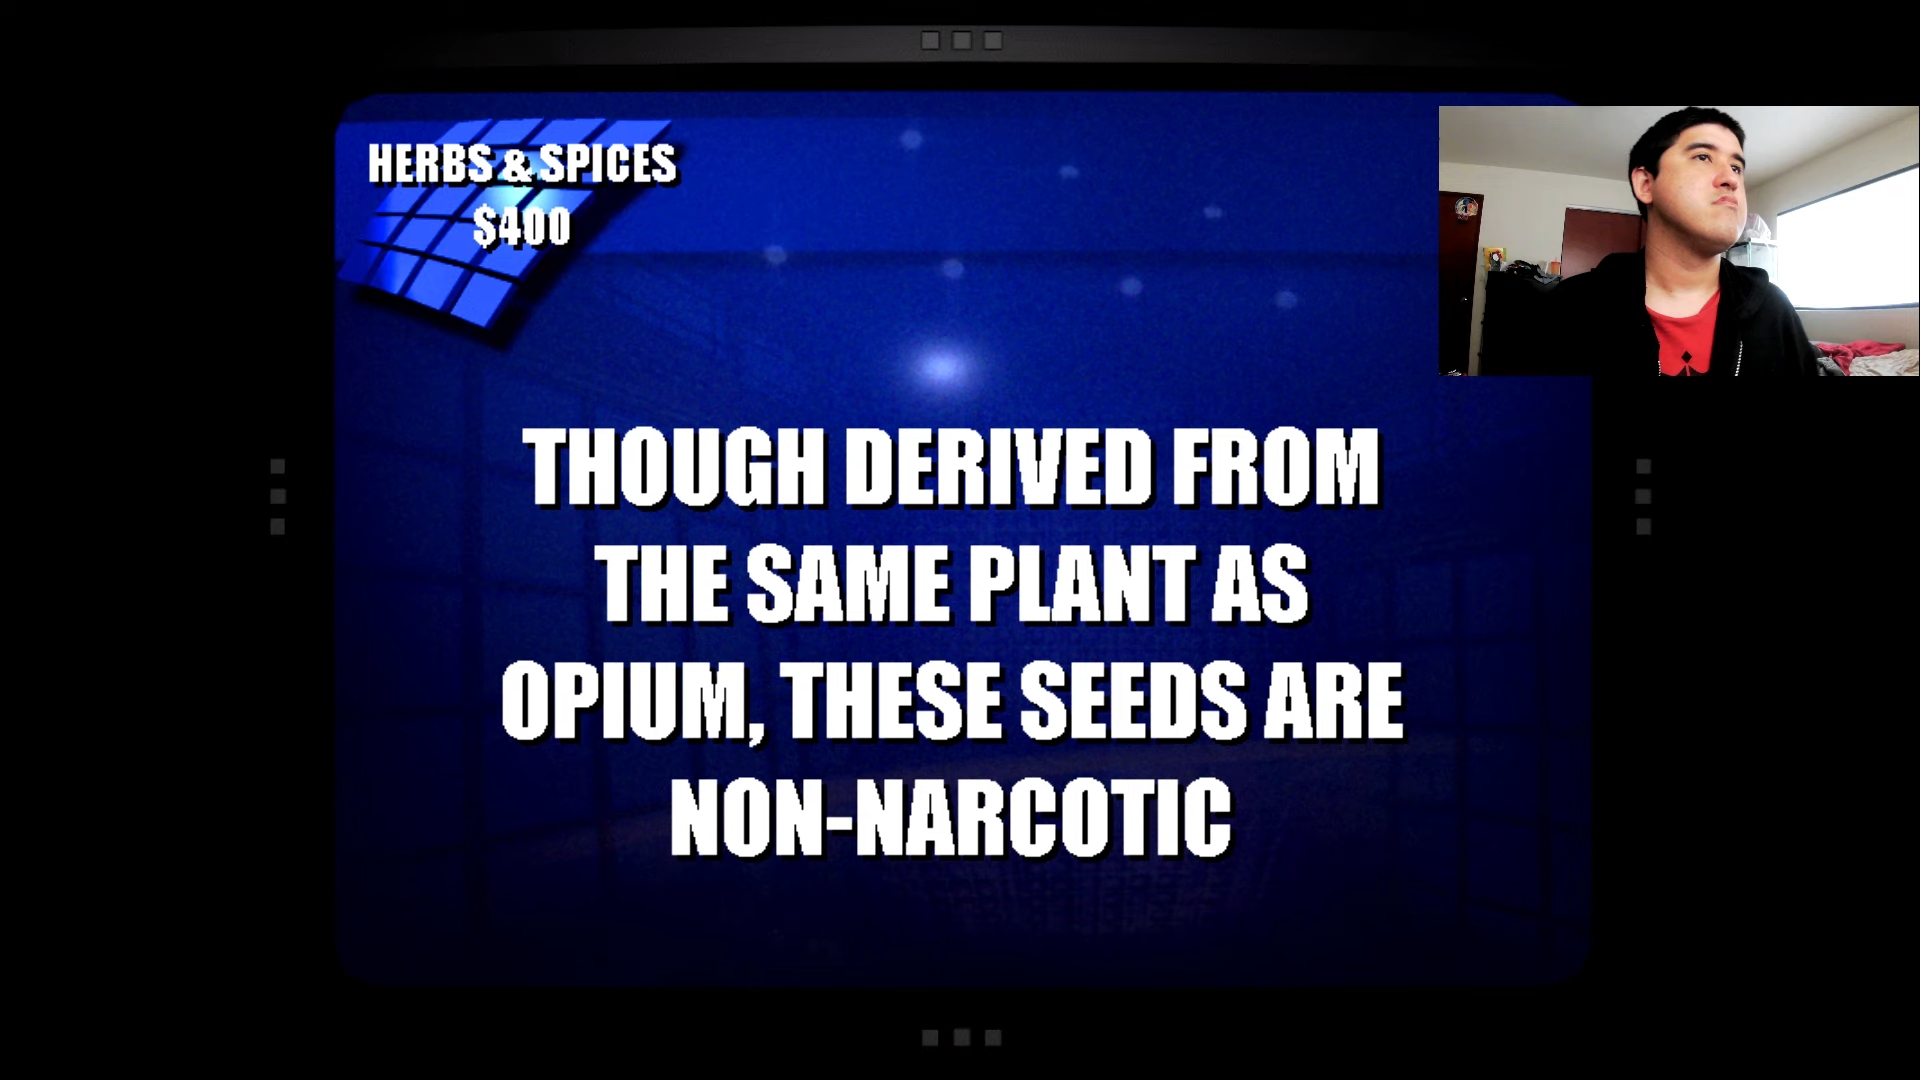 HERBS & SPICES
$400
THOUGH DERIVED FROM
THE SAME PLANT AS
OPIUM, THESE SEEDS ARE
NON-NARCOTIC